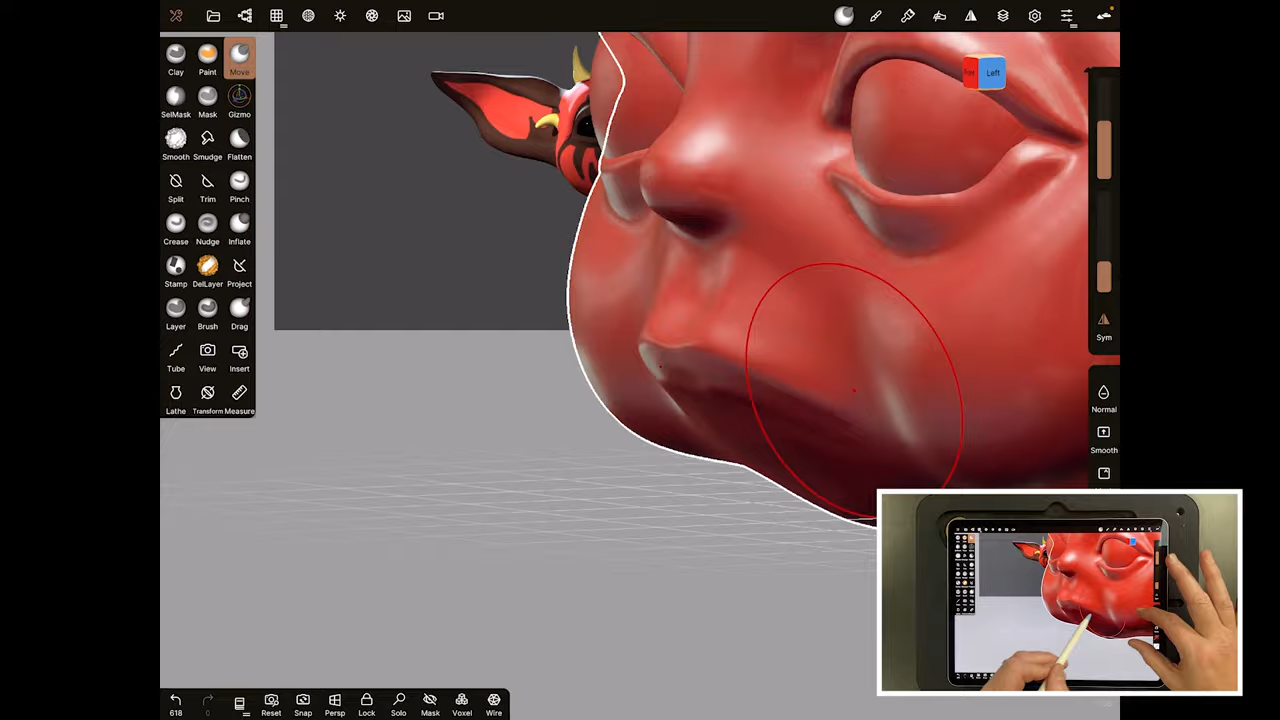 Left
Clay Paint Move
SelMask Mask Gizmo
Smooth Smudge Flatten
Split Trim Pinch
Crease Nudge Inflate
Stamp DelLayer Project
Layer Brush Drag
Tube View Insert
Lathe Transform Measure
Sym
Normal
Smooth
618 0 Reset Snap Persp Lock Solo Mask Voxel Wire